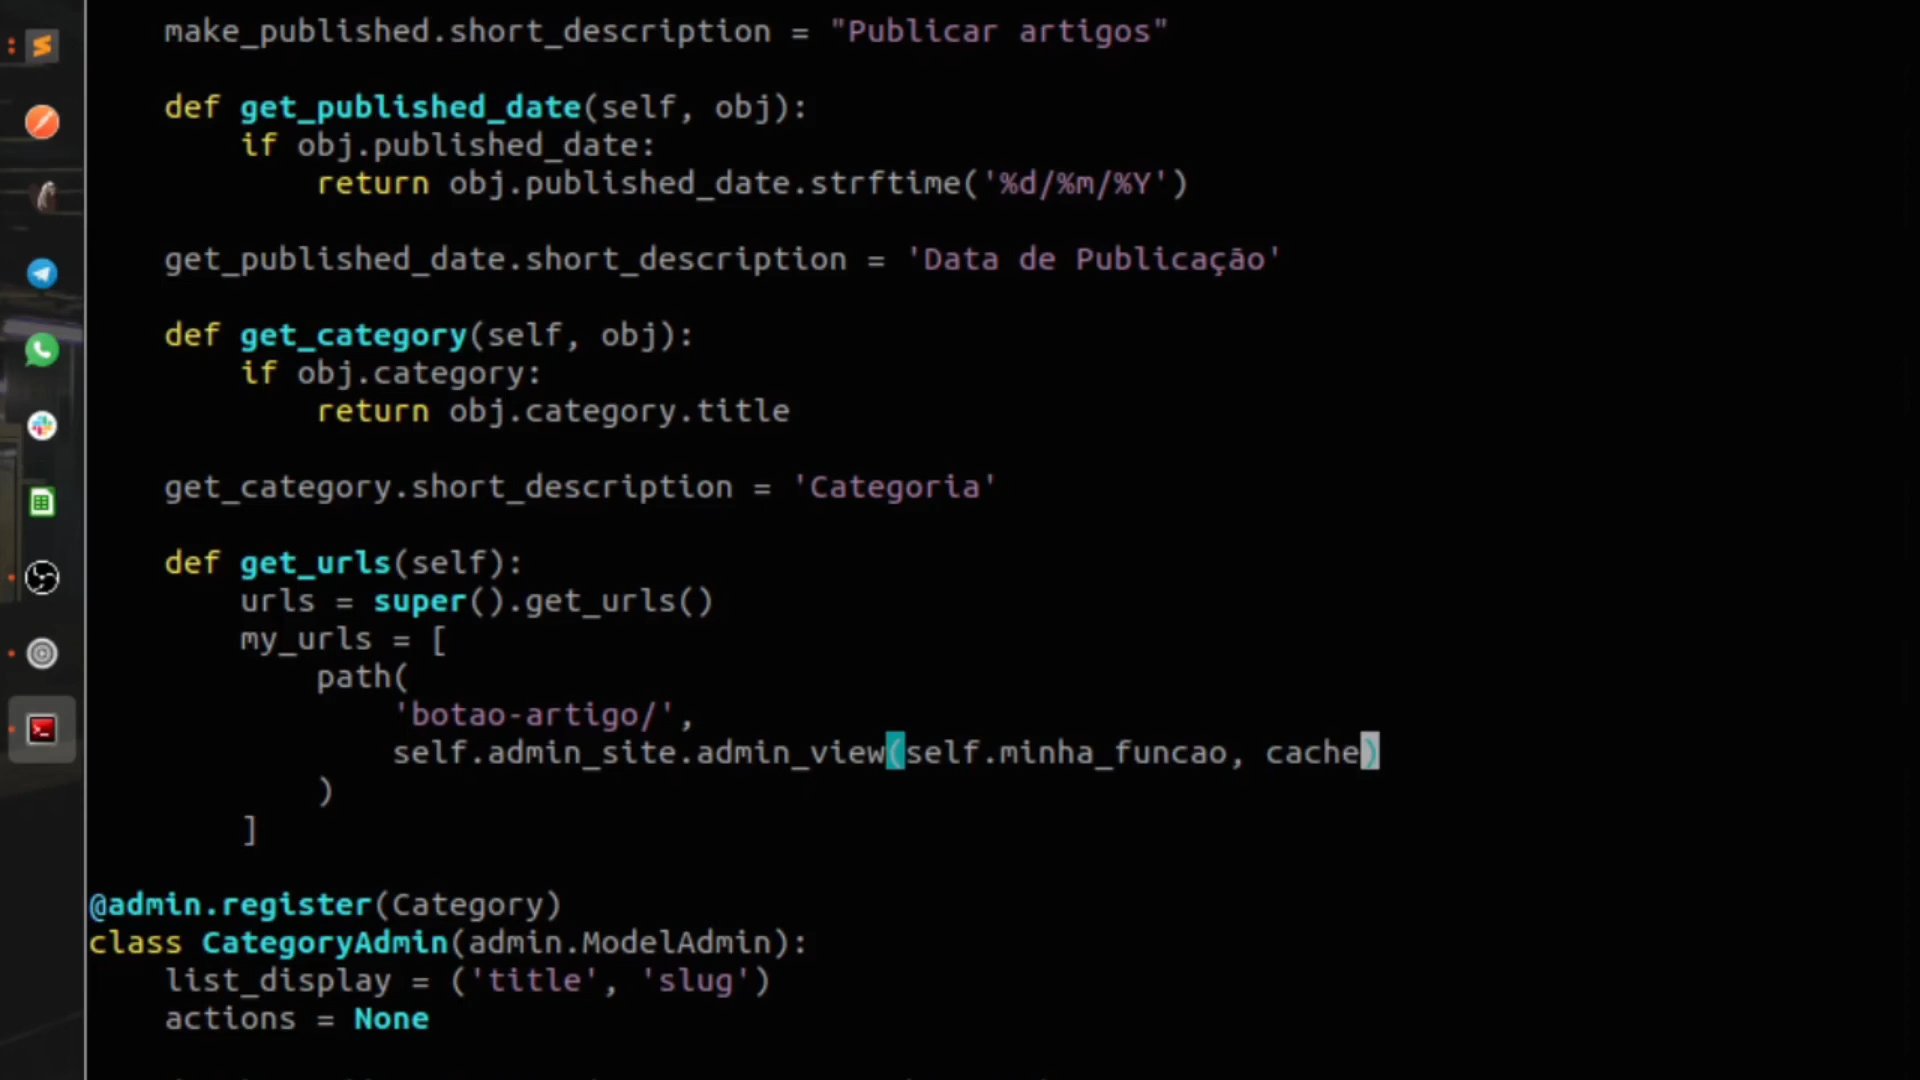 make_published.short_description = "Publicar artigos"
def get_published_date(self, obj):
if obj.published_date:
return obj.published_date.strftime('%d/%m/%Y')
get_published_date.short_description = 'Data de Publicação'
def get_category(self, obj):
if obj.category:
return obj.category.title
get_category.short_description = 'Categoria'
def get_urls(self):
urls = super().get_urls()
my_urls = [
path(
'botao-artigo/',
self.admin_site.admin_view(self.minha_funcao, cache)
)
]
@admin.register(Category)
class CategoryAdmin(admin.ModelAdmin):
list_display = ('title', 'slug')
actions = None